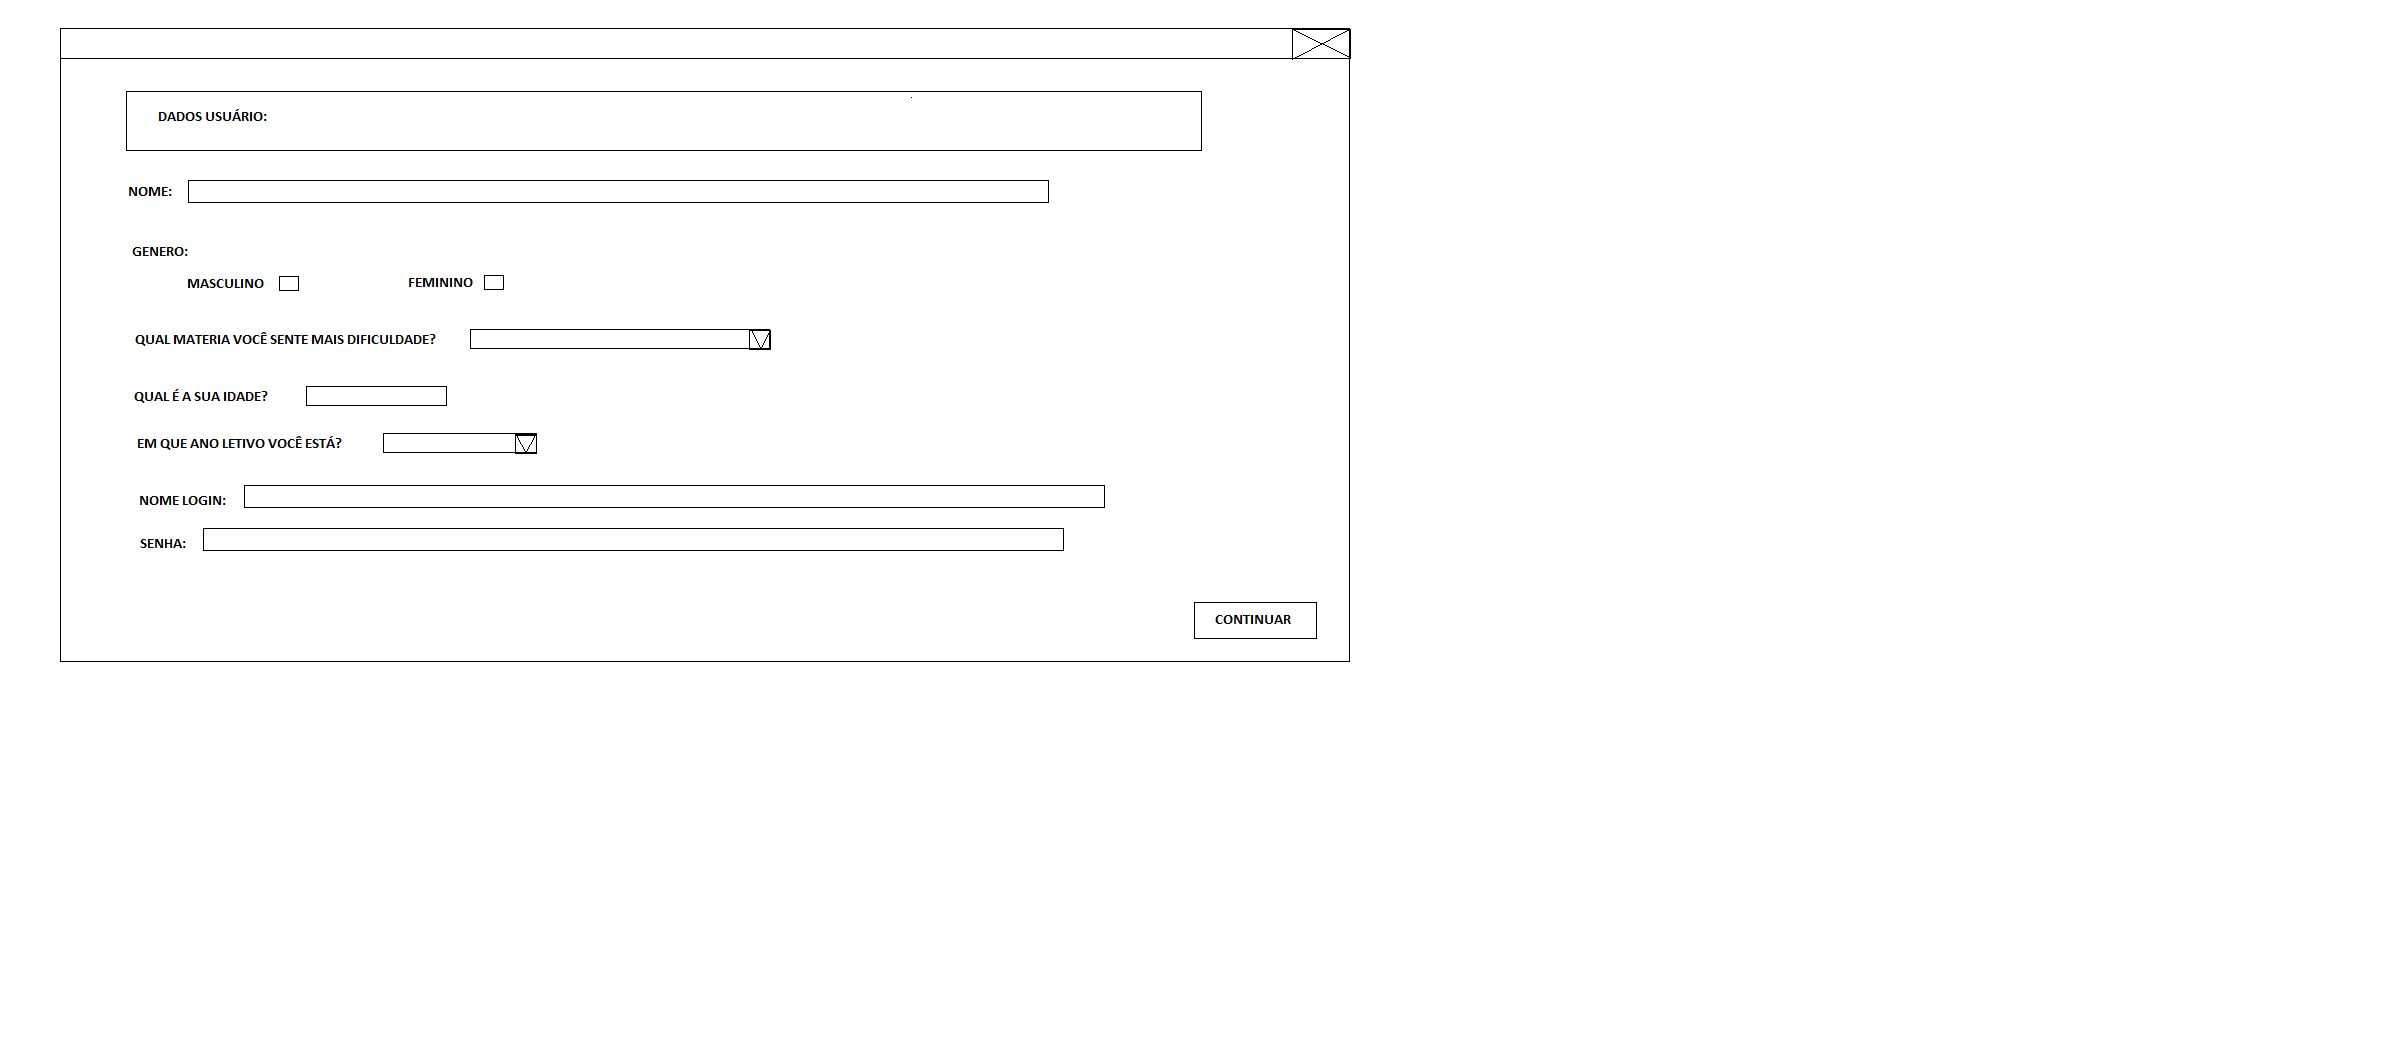 DADOS USUÁRIO:
NOME:
GENERO:
MASCULINO FEMININO
QUAL MATERIA VOCÊ SENTE MAIS DIFICULDADE?
QUAL É A SUA IDADE?
EM QUE ANO LETIVO VOCÊ ESTÁ?
NOME LOGIN:
SENHA:
CONTINUAR